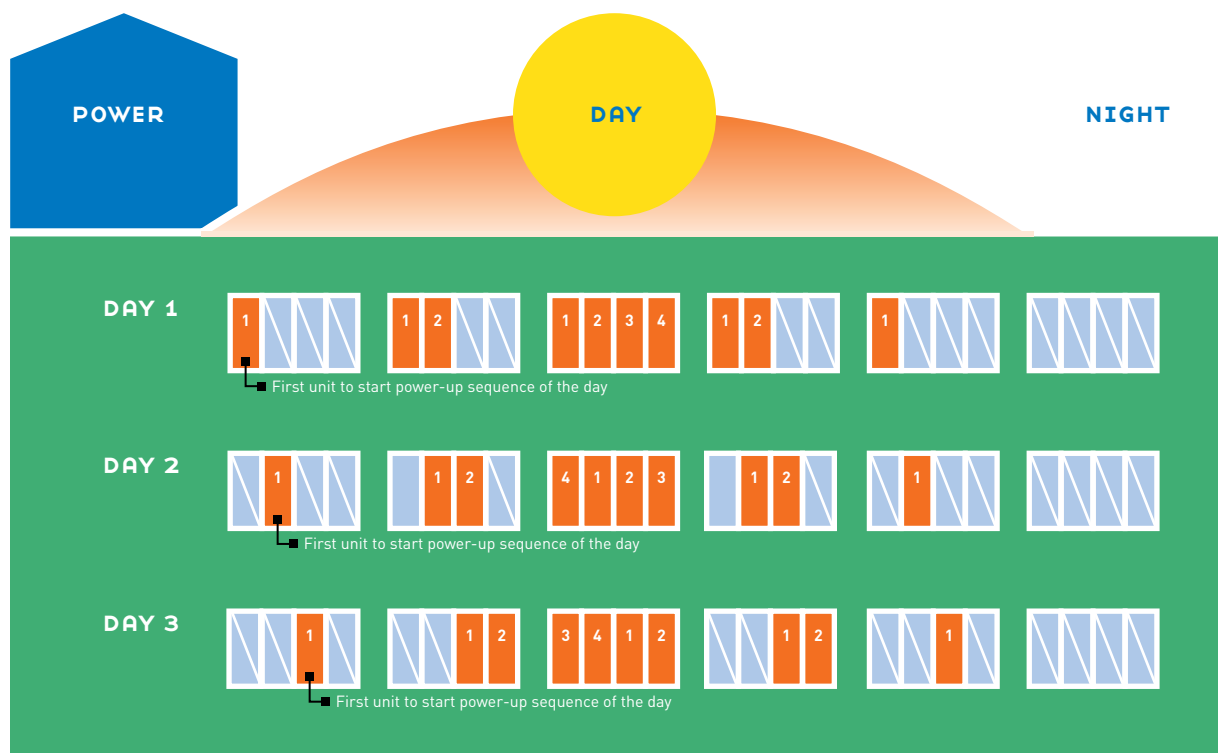 POWER
DAY
NIGHT
DAY 1
1
1 2
1 2 3 4
1 2
1
First unit to start power-up sequence of the day
DAY 2
1
1 2
4 1 2 3
1 2
1
First unit to start power-up sequence of the day
DAY 3
1
1 2
3 4 1 2
1 2
1
First unit to start power-up sequence of the day